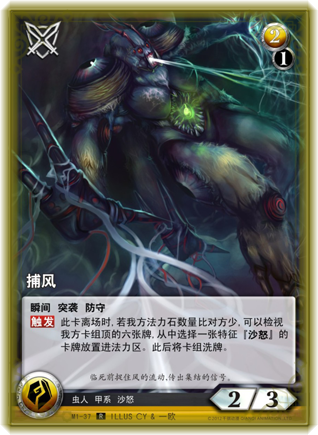 2
1
捕风
瞬间 突袭 防守
触发 此卡离场时,若我方法力石数量比对方少,可以检视
我方卡组顶的六张牌,从中选择一张特征『沙怒』的
卡牌放置进法力区。此后将卡组洗牌。
临死前捉住风的流动,传出集结的信号。
虫人 甲系 沙怒
2 / 3
M1-37 R ILLUS CY & 一欧